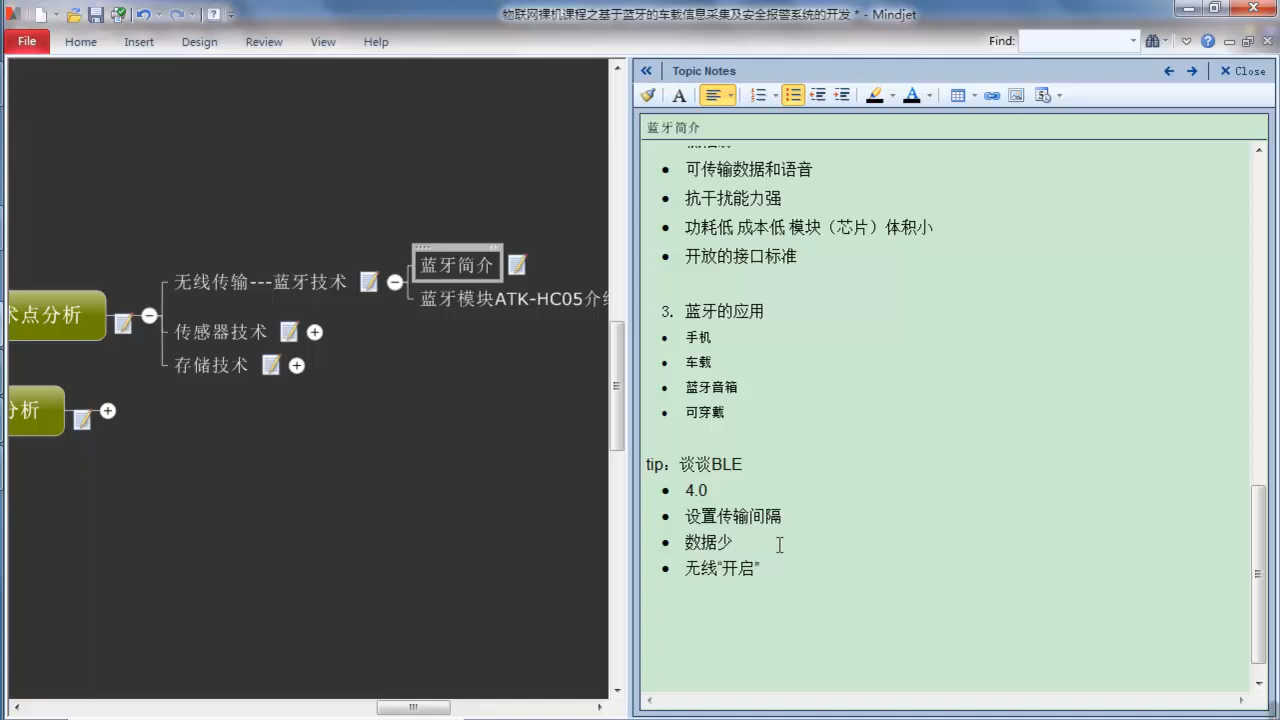 物联网裸机课程之基于蓝牙的车载信息采集及安全报警系统的开发 * - Mindjet
File Home Insert Design Review View Help Find:
Topic Notes Close
蓝牙简介
可传输数据和语音
抗干扰能力强
功耗低 成本低 模块（芯片）体积小
开放的接口标准
3. 蓝牙的应用
手机
车载
蓝牙音箱
可穿戴
tip：谈谈BLE
4.0
设置传输间隔
数据少
无线“开启”
术点分析
无线传输---蓝牙技术
蓝牙简介
蓝牙模块ATK-HC05介绍
传感器技术
存储技术
分析